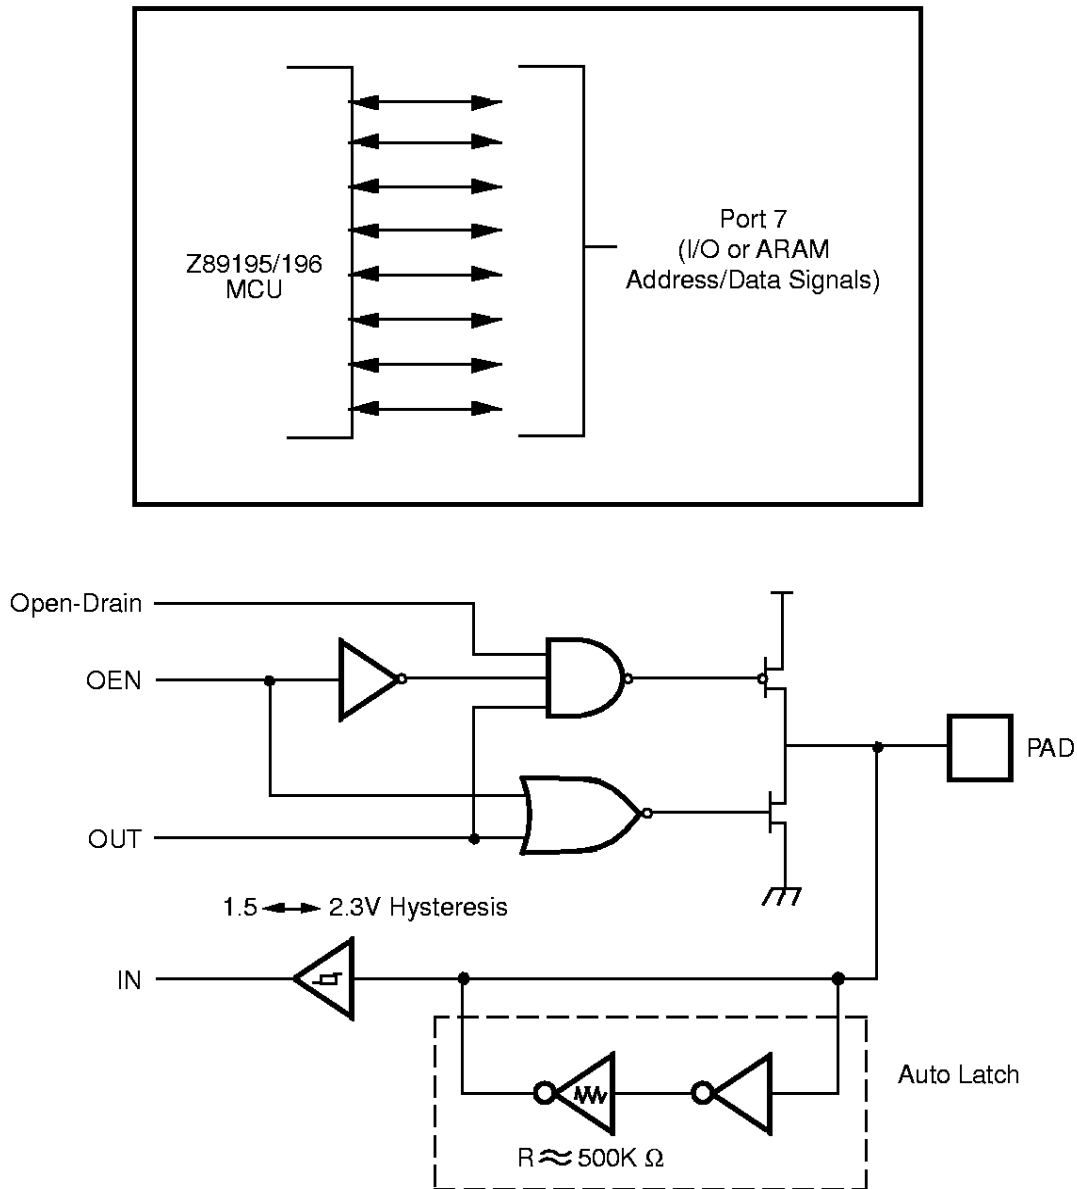 Z89195/196
MCU
Port 7
(I/O or ARAM
Address/Data Signals)
Open-Drain
OEN
PAD
OUT
1.5 ↔ 2.3V Hysteresis
IN
Auto Latch
R ≈ 500K Ω